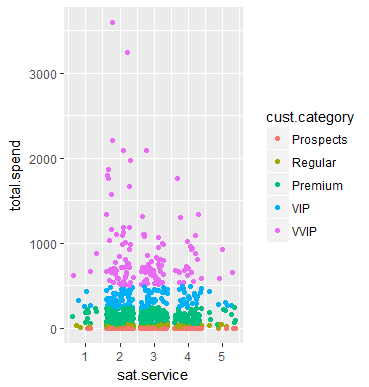 total.spend
3000
2000
1000
0
1
2
3
4
5
sat.service
cust.category
Prospects
Regular
Premium
VIP
VVIP